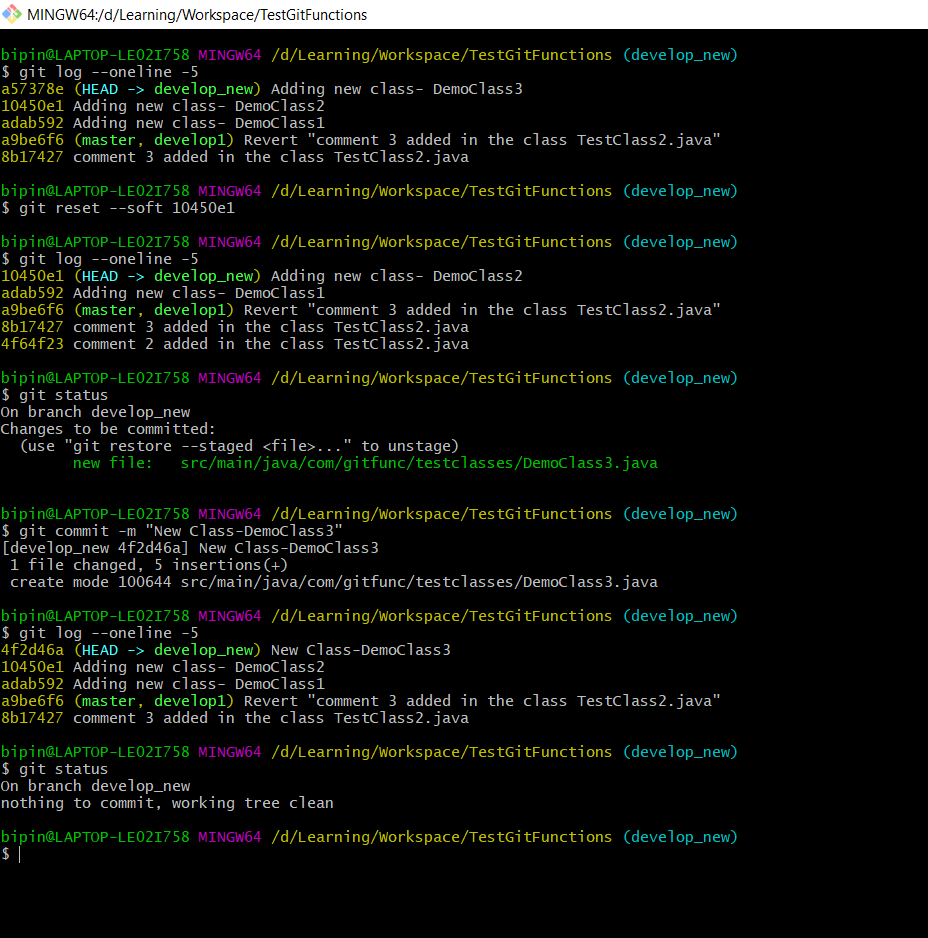 MINGW64:/d/Learning/Workspace/TestGitFunctions
bipin@LAPTOP-LE02I758 MINGW64 /d/Learning/Workspace/TestGitFunctions (develop_new)
$ git log --oneline -5
a57378e (HEAD -> develop_new) Adding new class- DemoClass3
10450e1 Adding new class- DemoClass2
adab592 Adding new class- DemoClass1
a9be6f6 (master, develop1) Revert "comment 3 added in the class TestClass2.java"
8b17427 comment 3 added in the class TestClass2.java
bipin@LAPTOP-LE02I758 MINGW64 /d/Learning/Workspace/TestGitFunctions (develop_new)
$ git reset --soft 10450e1
bipin@LAPTOP-LE02I758 MINGW64 /d/Learning/Workspace/TestGitFunctions (develop_new)
$ git log --oneline -5
10450e1 (HEAD -> develop_new) Adding new class- DemoClass2
adab592 Adding new class- DemoClass1
a9be6f6 (master, develop1) Revert "comment 3 added in the class TestClass2.java"
8b17427 comment 3 added in the class TestClass2.java
4f64f23 comment 2 added in the class TestClass2.java
bipin@LAPTOP-LE02I758 MINGW64 /d/Learning/Workspace/TestGitFunctions (develop_new)
$ git status
On branch develop_new
Changes to be committed:
  (use "git restore --staged <file>..." to unstage)
        new file:   src/main/java/com/gitfunc/testclasses/DemoClass3.java
bipin@LAPTOP-LE02I758 MINGW64 /d/Learning/Workspace/TestGitFunctions (develop_new)
$ git commit -m "New Class-DemoClass3"
[develop_new 4f2d46a] New Class-DemoClass3
 1 file changed, 5 insertions(+)
 create mode 100644 src/main/java/com/gitfunc/testclasses/DemoClass3.java
bipin@LAPTOP-LE02I758 MINGW64 /d/Learning/Workspace/TestGitFunctions (develop_new)
$ git log --oneline -5
4f2d46a (HEAD -> develop_new) New Class-DemoClass3
10450e1 Adding new class- DemoClass2
adab592 Adding new class- DemoClass1
a9be6f6 (master, develop1) Revert "comment 3 added in the class TestClass2.java"
8b17427 comment 3 added in the class TestClass2.java
bipin@LAPTOP-LE02I758 MINGW64 /d/Learning/Workspace/TestGitFunctions (develop_new)
$ git status
On branch develop_new
nothing to commit, working tree clean
bipin@LAPTOP-LE02I758 MINGW64 /d/Learning/Workspace/TestGitFunctions (develop_new)
$